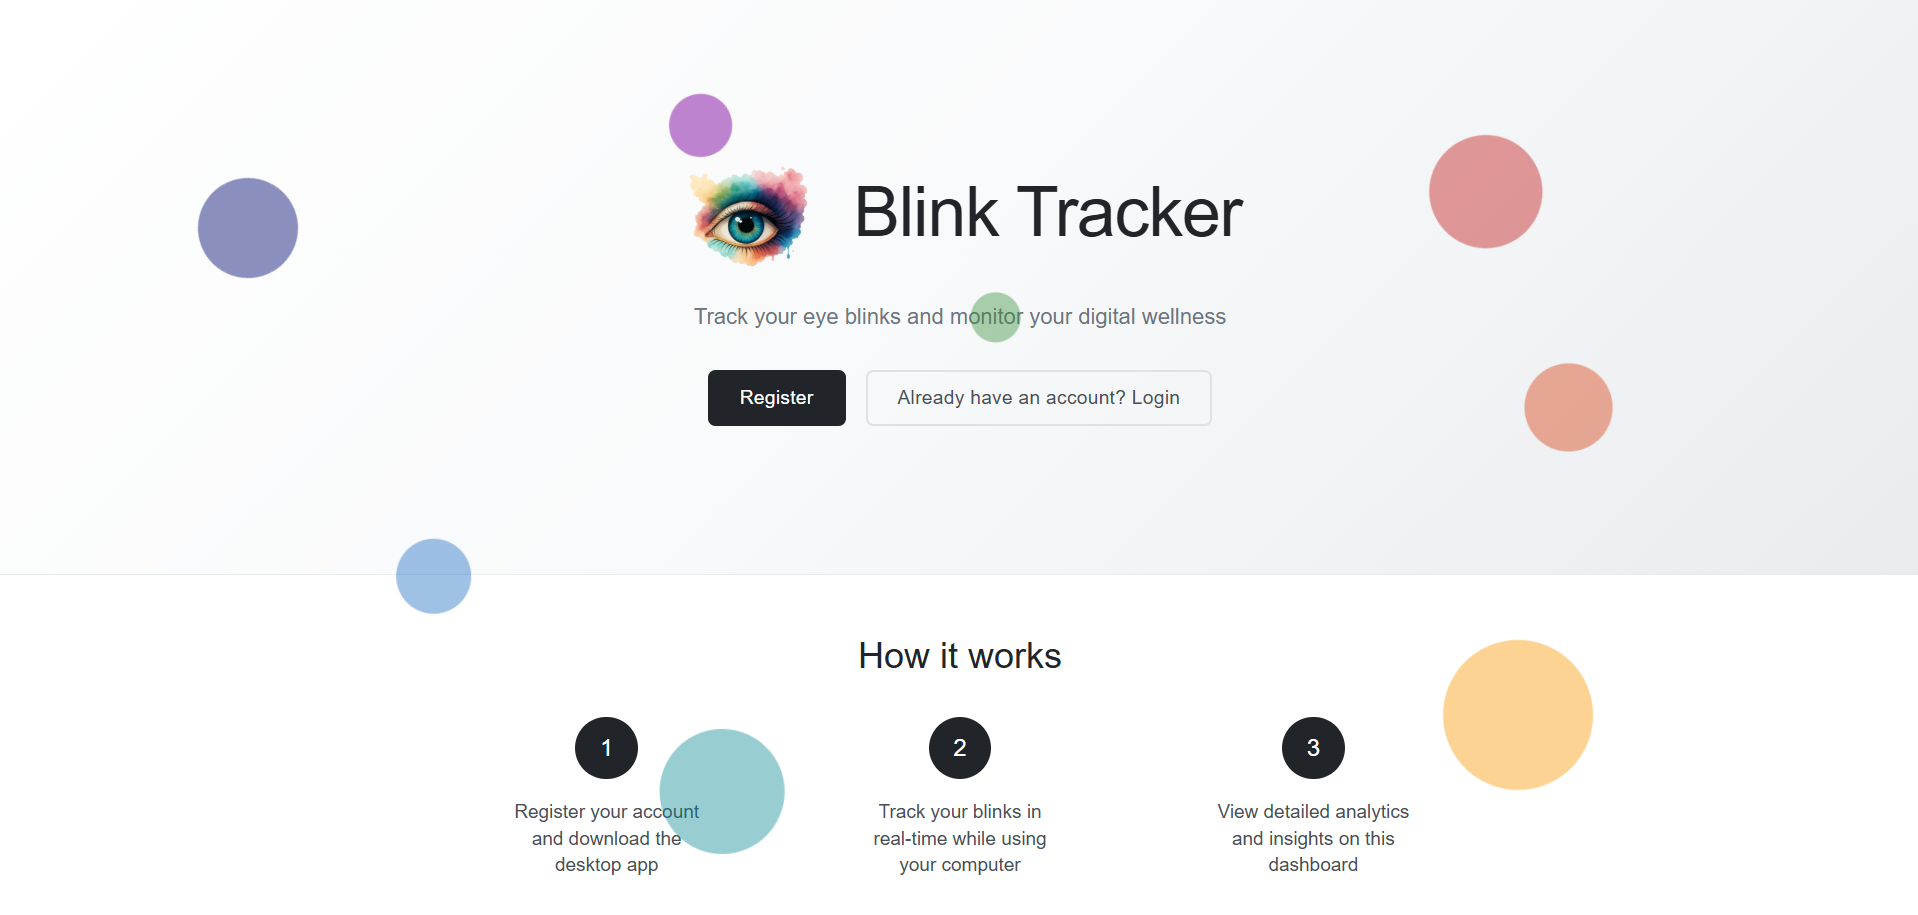 Blink Tracker
Track your eye blinks and monitor your digital wellness
Register
Already have an account? Login
How it works
1
Register your account
and download the
desktop app
2
Track your blinks in
real-time while using
your computer
3
View detailed analytics
and insights on this
dashboard